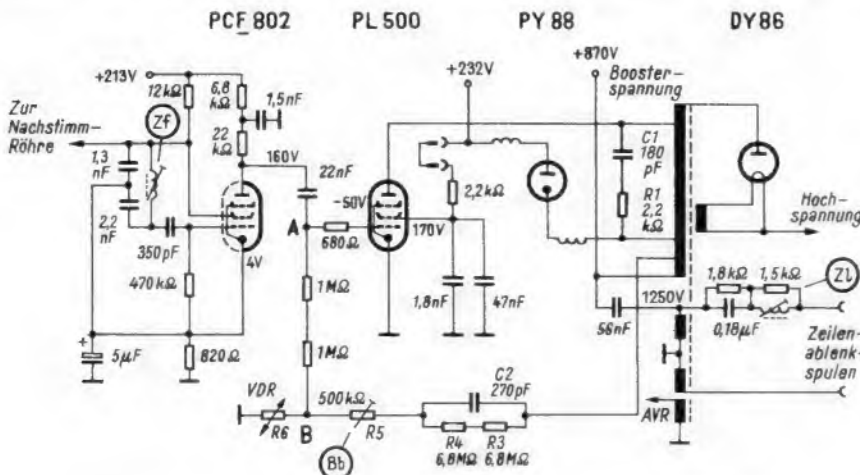 PCF 802 PL 500 PY 88 DY 86
+213V
12kΩ
6,8
kΩ
1,5nF
22
kΩ
160V
Zur
Nachstimm-
Röhre
Zf
1,3
nF
2,2
nF
350pF
470kΩ
4V
5µF
+
820Ω
22nF
-50V
A
680Ω
170V
1MΩ
1MΩ
+232V
2,2kΩ
1,8nF
47nF
+870V
Booster-
spannung
C1
180
pF
R1
2,2
kΩ
Hoch-
spannung
1,8kΩ
1,5kΩ
Zl
1250V
56nF
0,18µF
Zeilen-
ablenk-
spulen
VDR
R6
B
500kΩ
R5
Bb
C2
270pF
R4
6,8MΩ
R3
6,8MΩ
AVR